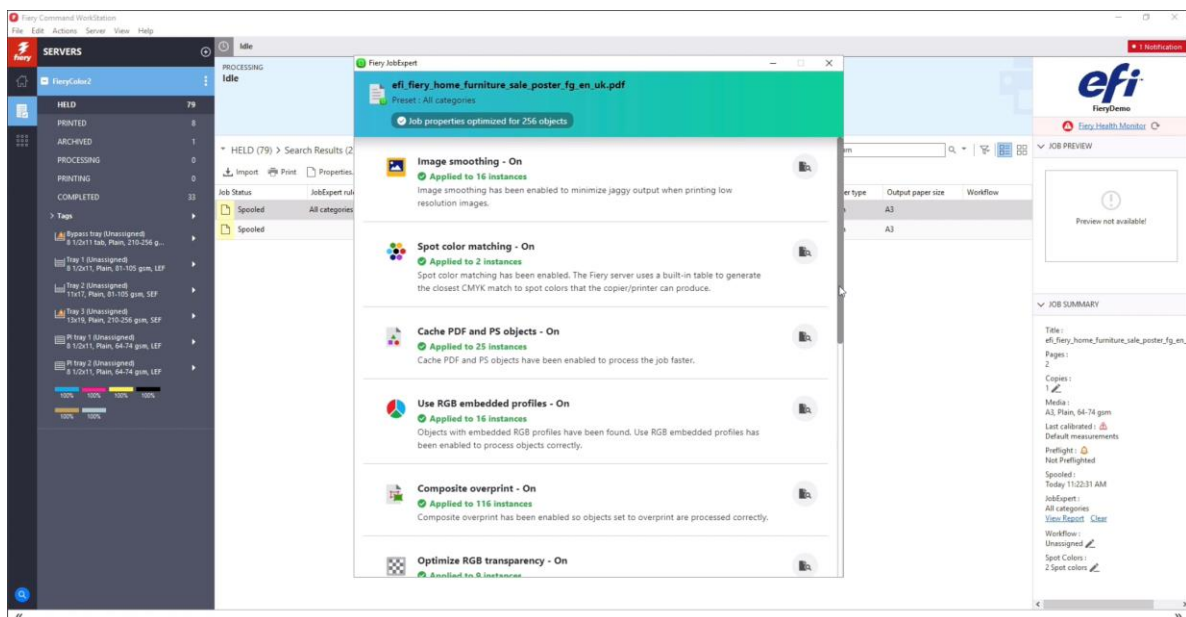 Fiery Command WorkStation
File Edit Actions Server View Help
fiery
SERVERS
FieryColor2
HELD 79
PRINTED 8
ARCHIVED 1
PROCESSING 0
PRINTING 0
COMPLETED 33
Tags
Bypass tray (Unassigned)
8 1/2x11 tab, Plain, 210-256 g...
Tray 1 (Unassigned)
8 1/2x11, Plain, 81-105 gsm, LEF
Tray 2 (Unassigned)
11x17, Plain, 81-105 gsm, SEF
Tray 3 (Unassigned)
13x19, Plain, 210-256 gsm, SEF
PI tray 1 (Unassigned)
8 1/2x11, Plain, 64-74 gsm, LEF
PI tray 2 (Unassigned)
8 1/2x11, Plain, 64-74 gsm, LEF
100% 100% 100% 100%
100% 100%
Idle
PROCESSING
Idle
HELD (79) > Search Results (2
Import Print Properties.
Job Status JobExpert rul
Spooled All categories
Spooled
Fiery JobExpert
efi_fiery_home_furniture_sale_poster_fg_en_uk.pdf
Preset : All categories
Job properties optimized for 256 objects
Image smoothing - On
Applied to 16 instances
Image smoothing has been enabled to minimize jaggy output when printing low
resolution images.
Spot color matching - On
Applied to 2 instances
Spot color matching has been enabled. The Fiery server uses a built-in table to generate
the closest CMYK match to spot colors that the copier/printer can produce.
Cache PDF and PS objects - On
Applied to 25 instances
Cache PDF and PS objects have been enabled to process the job faster.
Use RGB embedded profiles - On
Applied to 16 instances
Objects with embedded RGB profiles have been found. Use RGB embedded profiles has
been enabled to process objects correctly.
Composite overprint - On
Applied to 116 instances
Composite overprint has been enabled so objects set to overprint are processed correctly.
Optimize RGB transparency - On
Applied to 9 instances
er type Output paper size Workflow
A3
A3
1 Notification
efi
FieryDemo
Fiery Health Monitor
JOB PREVIEW
Preview not available!
JOB SUMMARY
Title :
efi_fiery_home_furniture_sale_poster_fg_en_
Pages :
2
Copies :
1
Media :
A3, Plain, 64-74 gsm
Last calibrated :
Default measurements
Preflight :
Not Preflighted
Spooled :
Today 11:22:31 AM
JobExpert :
All categories
View Report Clear
Workflow :
Unassigned
Spot Colors :
2 Spot colors